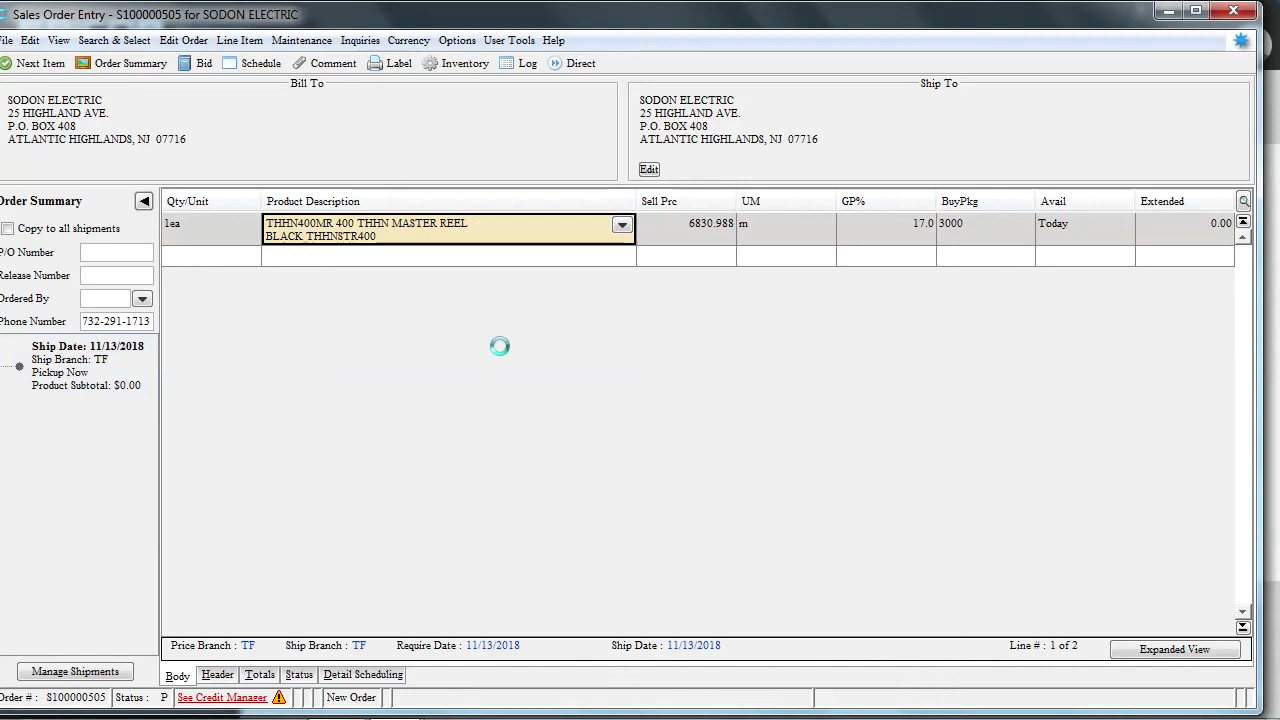 Sales Order Entry - S100000505 for SODON ELECTRIC
File Edit View Search & Select Edit Order Line Item Maintenance Inquiries Currency Options User Tools Help
Next Item Order Summary Bid Schedule Comment Label Inventory Log Direct
Bill To
SODON ELECTRIC
25 HIGHLAND AVE.
P.O. BOX 408
ATLANTIC HIGHLANDS, NJ 07716
Ship To
SODON ELECTRIC
25 HIGHLAND AVE.
P.O. BOX 408
ATLANTIC HIGHLANDS, NJ 07716
Edit
Order Summary
Copy to all shipments
P/O Number
Release Number
Ordered By
Phone Number 732-291-1713
Ship Date: 11/13/2018
Ship Branch: TF
Pickup Now
Product Subtotal: $0.00
Manage Shipments
Qty/Unit Product Description Sell Prc UM GP% BuyPkg Avail Extended
1ea THHN400MR 400 THHN MASTER REEL 6830.988 m 17.0 3000 Today 0.00
BLACK THHNSTR400
Price Branch : TF Ship Branch : TF Require Date : 11/13/2018 Ship Date : 11/13/2018 Line # : 1 of 2 Expanded View
Body Header Totals Status Detail Scheduling
Order # : S100000505 Status : P See Credit Manager New Order